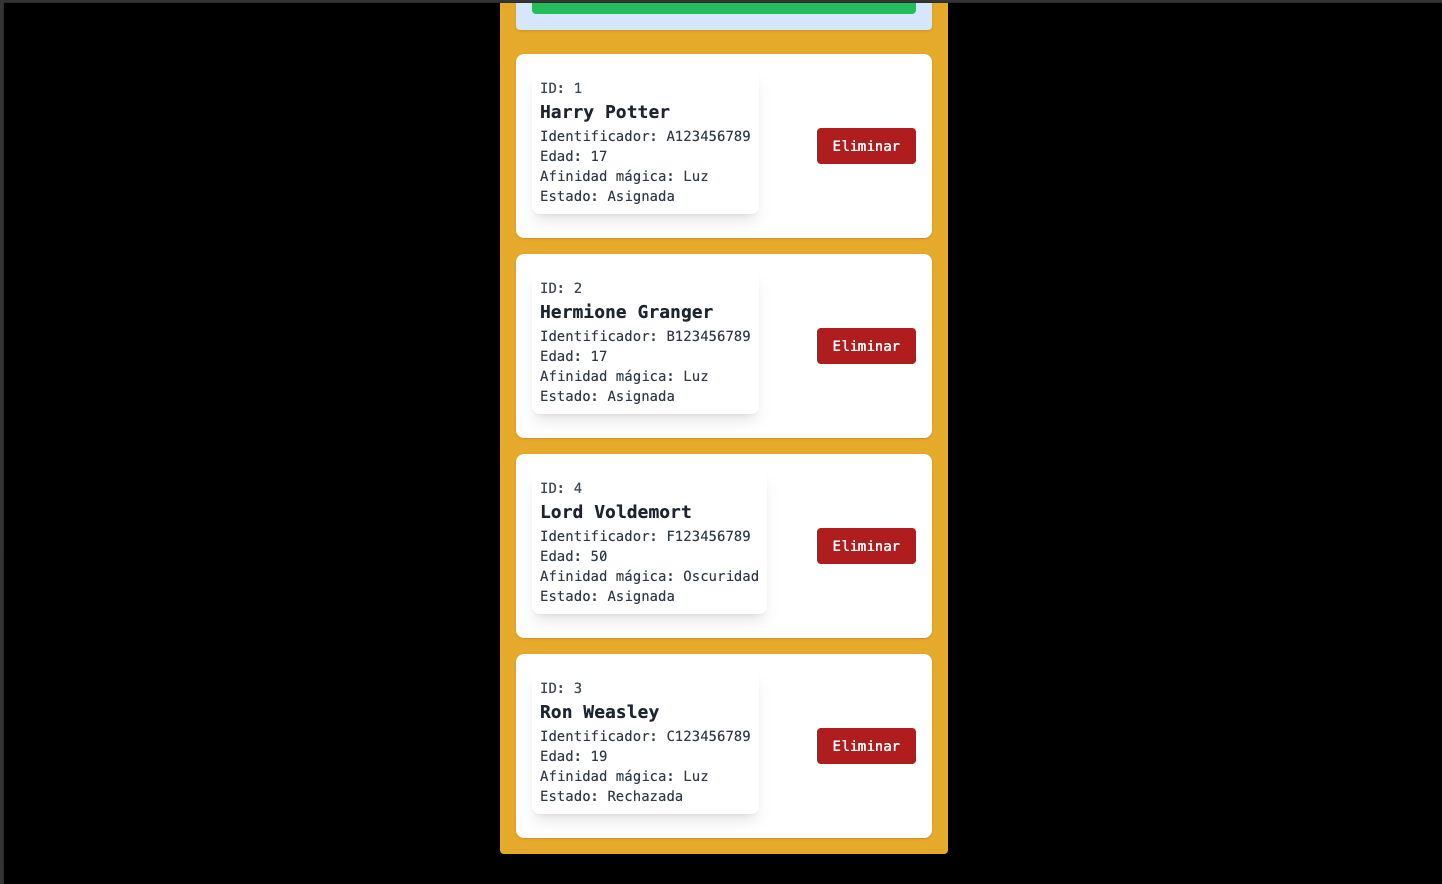 ID: 1
Harry Potter
Identificador: A123456789
Edad: 17
Afinidad mágica: Luz
Estado: Asignada
Eliminar
ID: 2
Hermione Granger
Identificador: B123456789
Edad: 17
Afinidad mágica: Luz
Estado: Asignada
Eliminar
ID: 4
Lord Voldemort
Identificador: F123456789
Edad: 50
Afinidad mágica: Oscuridad
Estado: Asignada
Eliminar
ID: 3
Ron Weasley
Identificador: C123456789
Edad: 19
Afinidad mágica: Luz
Estado: Rechazada
Eliminar